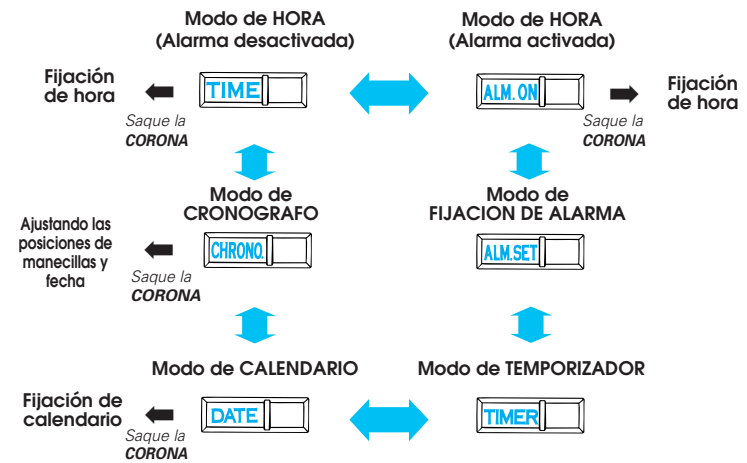 Modo de HORA
(Alarma desactivada)
Modo de HORA
(Alarma activada)
Fijación
de hora
Saque la
CORONA
TIME
ALM. ON
Saque la
CORONA
Fijación
de hora
Modo de
CRONOGRAFO
Modo de
FIJACION DE ALARMA
Ajustando las
posiciones de
manecillas y
fecha
Saque la
CORONA
CHRONO.
ALM.SET
Modo de CALENDARIO
Modo de TEMPORIZADOR
Fijación de
calendario
Saque la
CORONA
DATE
TIMER